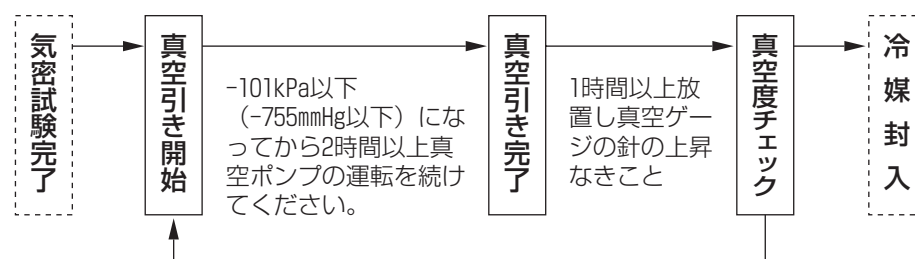 気密試験完了
真空引き開始
-101kPa以下
（-755mmHg以下）にな
ってから2時間以上真
空ポンプの運転を続け
てください。
真空引き完了
1時間以上放
置し真空ゲー
ジの針の上昇
なきこと
真空度チェック
冷媒封入